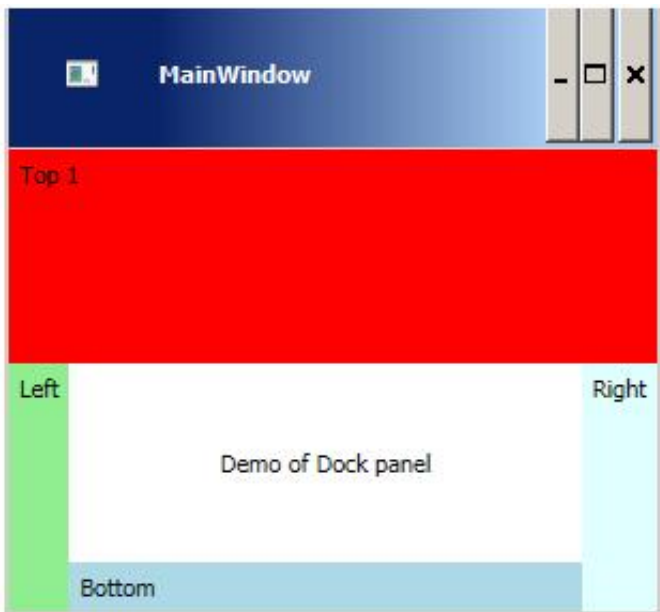 MainWindow
Top 1
Left
Right
Demo of Dock panel
Bottom